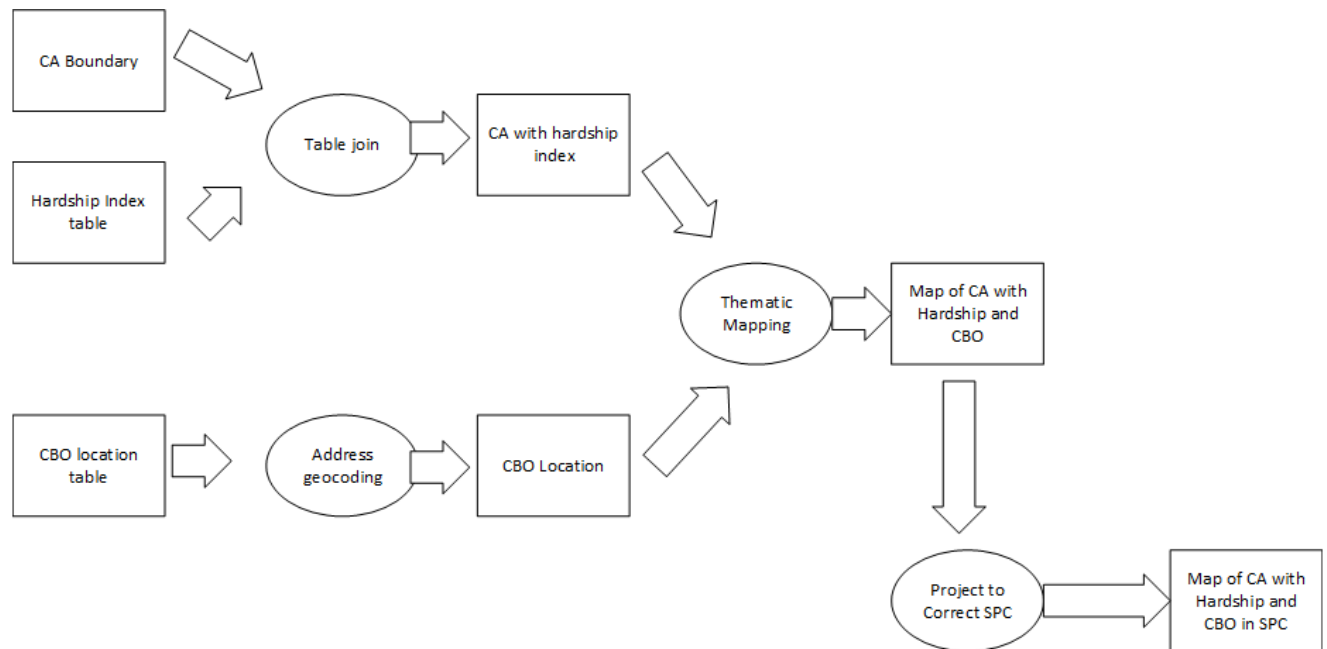 CA Boundary
Hardship Index
table
Table join
CA with hardship
index
CBO location
table
Address
geocoding
CBO Location
Thematic
Mapping
Map of CA with
Hardship and
CBO
Project to
Correct SPC
Map of CA with
Hardship and
CBO in SPC